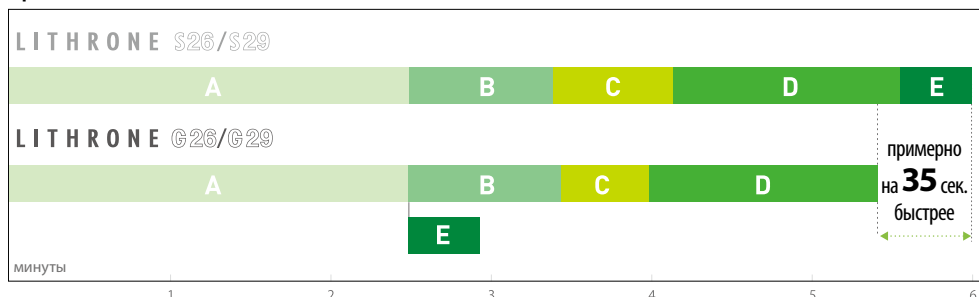 LITHRONE S26/S29
A B C D E
LITHRONE G26/G29
A B C D
примерно
на 35 сек.
быстрее
E
минуты
1 2 3 4 5 6